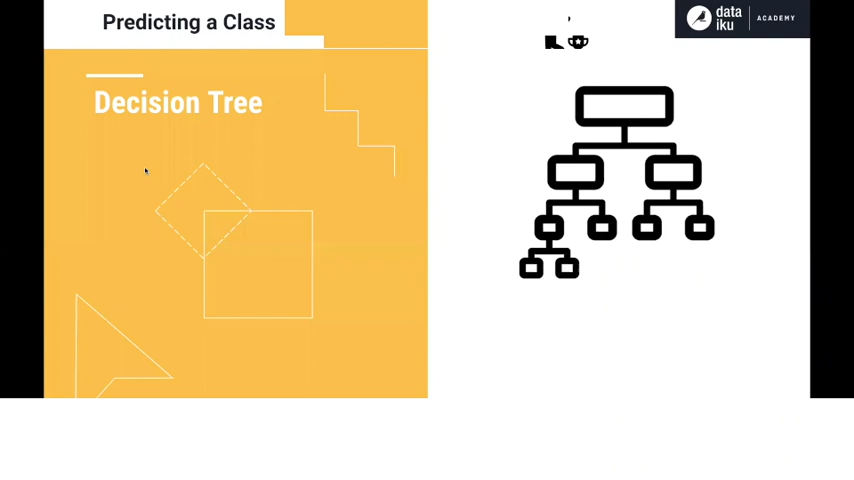 Predicting a Class
data
iku
ACADEMY
Decision Tree